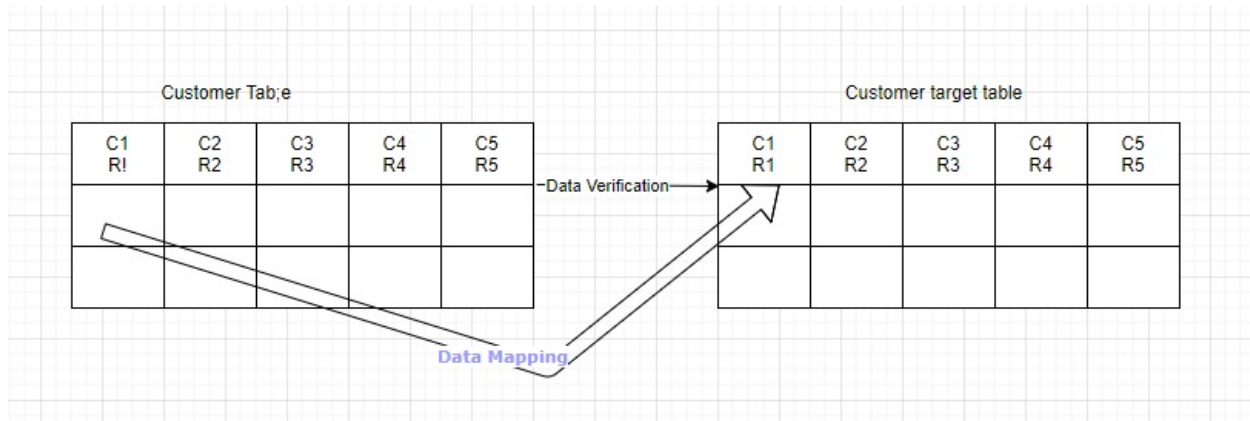 Customer Tab;e
Customer target table
C1 C2 C3 C4 C5
R! R2 R3 R4 R5
C1 C2 C3 C4 C5
R1 R2 R3 R4 R5
Data Verification
Data Mapping